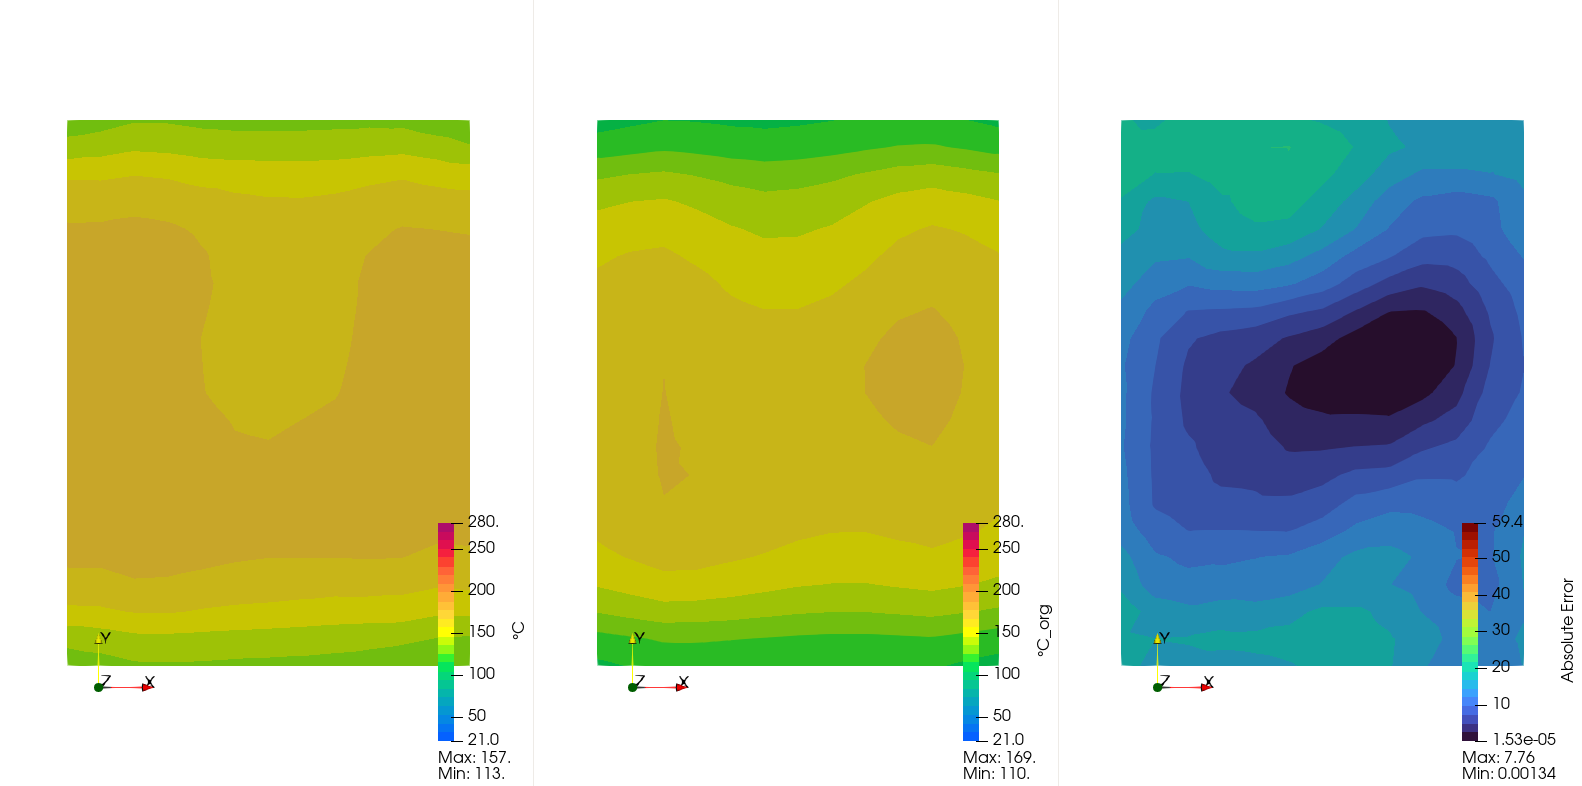 280.
250
200
150
100
50
21.0
°C
Max: 157.
Min: 113.
Y
Z
X
280.
250
200
150
100
50
21.0
°C_org
Max: 169.
Min: 110.
Y
Z
X
59.4
50
40
30
20
10
1.53e-05
Absolute Error
Max: 7.76
Min: 0.00134
Y
Z
X